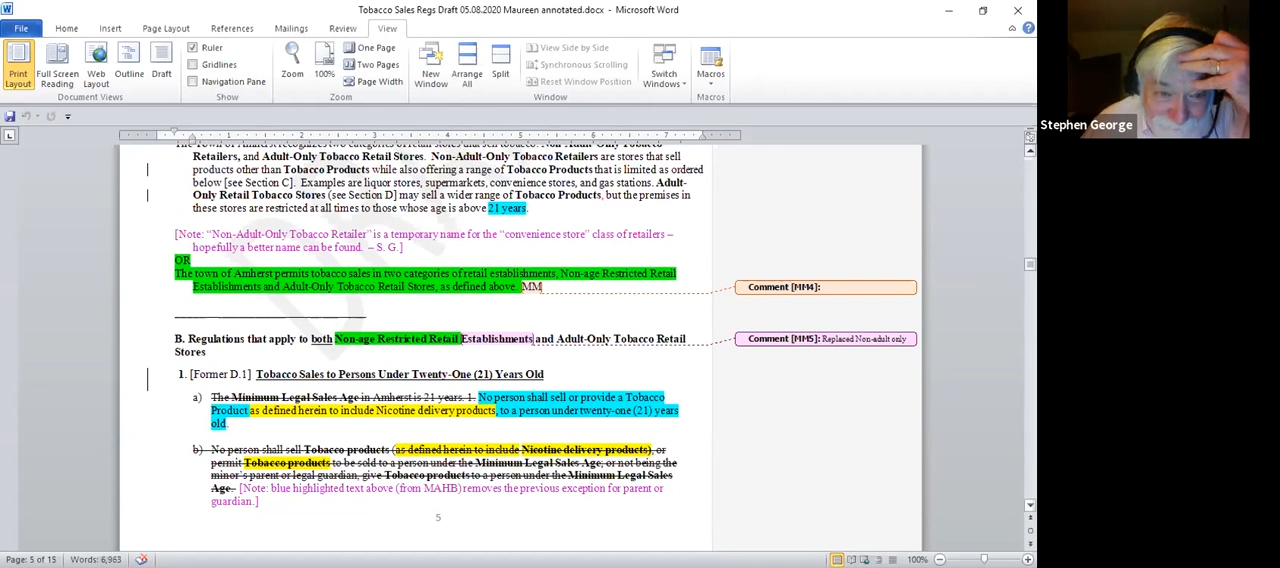 Tobacco Sales Regs Draft 05.08.2020 Maureen annotated.docx - Microsoft Word
File Home Insert Page Layout References Mailings Review View
Print Layout
Full Screen Reading
Web Layout
Outline
Draft
Document Views
Ruler
Gridlines
Navigation Pane
Show
Zoom
100%
One Page
Two Pages
Page Width
Zoom
New Window
Arrange All
Split
View Side by Side
Synchronous Scrolling
Reset Window Position
Window
Switch Windows
Macros
Macros
Stephen George
1 2 3 4 5 6 7
Retailers, and Adult-Only Tobacco Retail Stores. Non-Adult-Only Tobacco Retailers are stores that sell
products other than Tobacco Products while also offering a range of Tobacco Products that is limited as ordered
below [see Section C]. Examples are liquor stores, supermarkets, convenience stores, and gas stations. Adult-
Only Retail Tobacco Stores (see Section D] may sell a wider range of Tobacco Products, but the premises in
these stores are restricted at all times to those whose age is above 21 years.
[Note: “Non-Adult-Only Tobacco Retailer” is a temporary name for the “convenience store” class of retailers –
hopefully a better name can be found. – S. G.]
OR
The town of Amherst permits tobacco sales in two categories of retail establishments, Non-age Restricted Retail
Establishments and Adult-Only Tobacco Retail Stores, as defined above. MM
Comment [MM4]:
B. Regulations that apply to both Non-age Restricted Retail Establishments and Adult-Only Tobacco Retail
Stores
Comment [MM5]: Replaced Non-adult only
1. [Former D.1] Tobacco Sales to Persons Under Twenty-One (21) Years Old
a) The Minimum Legal Sales Age in Amherst is 21 years. 1. No person shall sell or provide a Tobacco
Product as defined herein to include Nicotine delivery products, to a person under twenty-one (21) years
old.
b) No person shall sell Tobacco products (as defined herein to include Nicotine delivery products), or
permit Tobacco products to be sold to a person under the Minimum Legal Sales Age; or not being the
minor’s parent or legal guardian, give Tobacco products to a person under the Minimum Legal Sales
Age. [Note: blue highlighted text above (from MAHB) removes the previous exception for parent or
guardian.]
5
Page: 5 of 15 Words: 6,963 100%